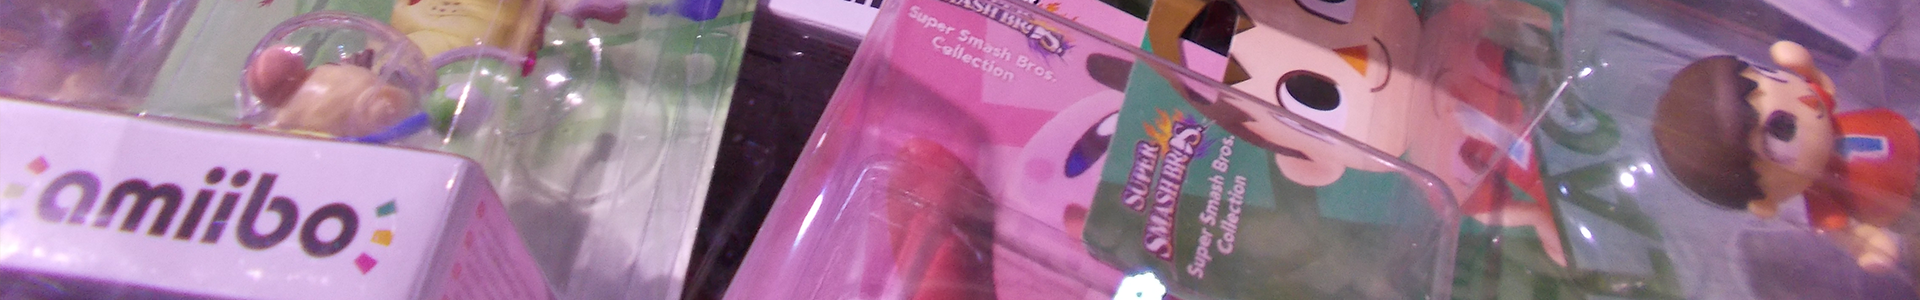 amiibo
SMASH BROS.
Super Smash Bros.
Collection
SUPER
SMASH BROS.
Super Smash Bros.
Collection